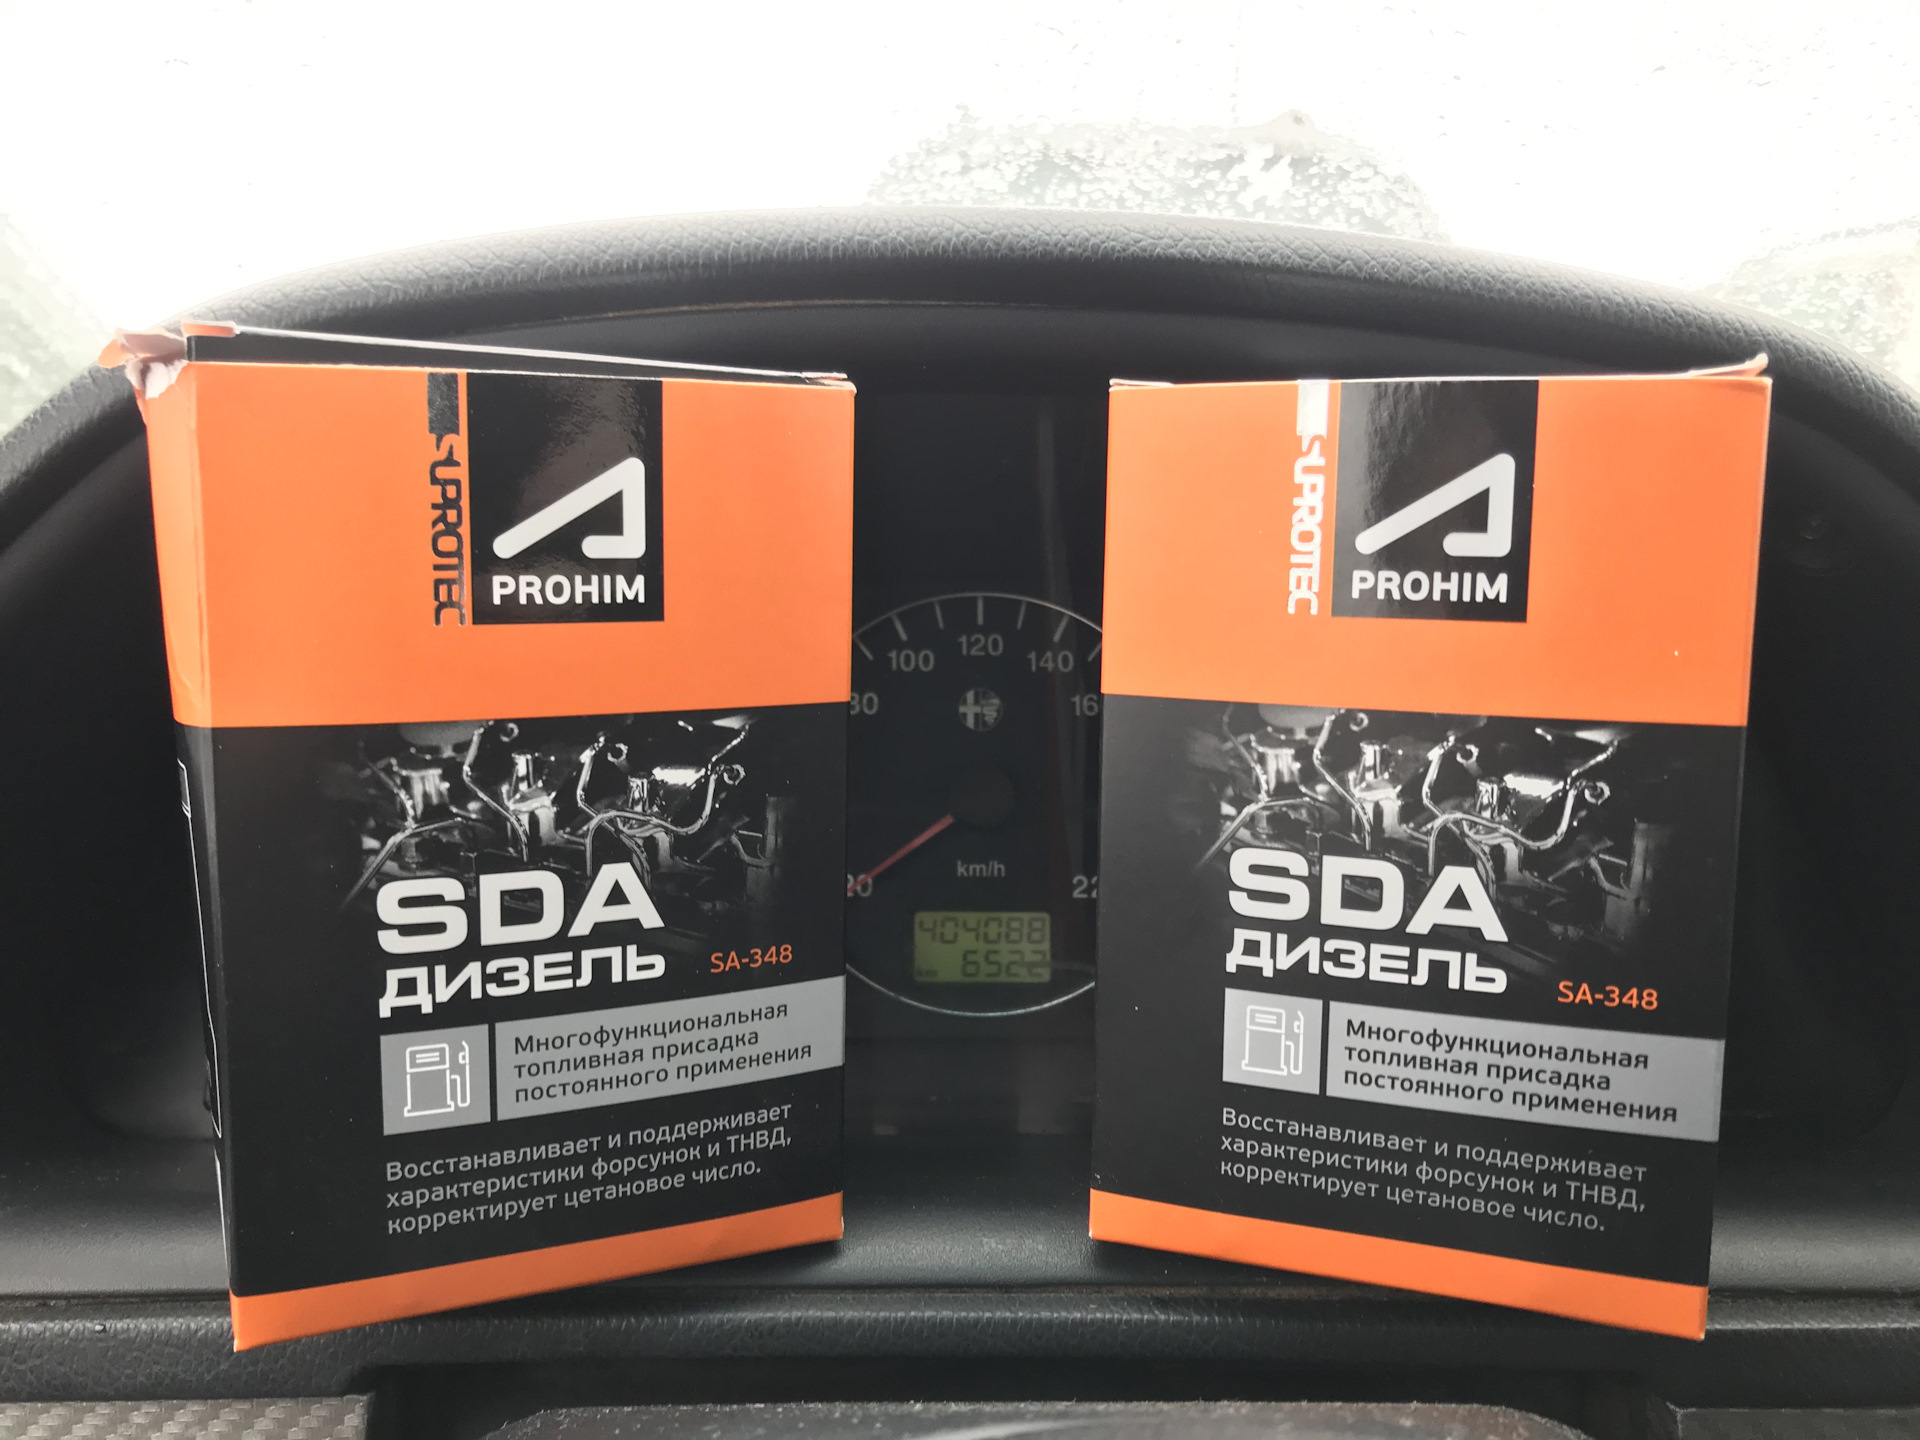 SUPROTEC
PROHIM
SDA
ДИЗЕЛЬ
SA-348
Многофункциональная
топливная присадка
постоянного применения
Восстанавливает и поддерживает
характеристики форсунок и ТНВД,
корректирует цетановое число.
100
120
140
km/h
404088
6522
SUPROTEC
PROHIM
SDA
ДИЗЕЛЬ
SA-348
Многофункциональная
топливная присадка
постоянного применения
Восстанавливает и поддерживает
характеристики форсунок и ТНВД,
корректирует цетановое число.